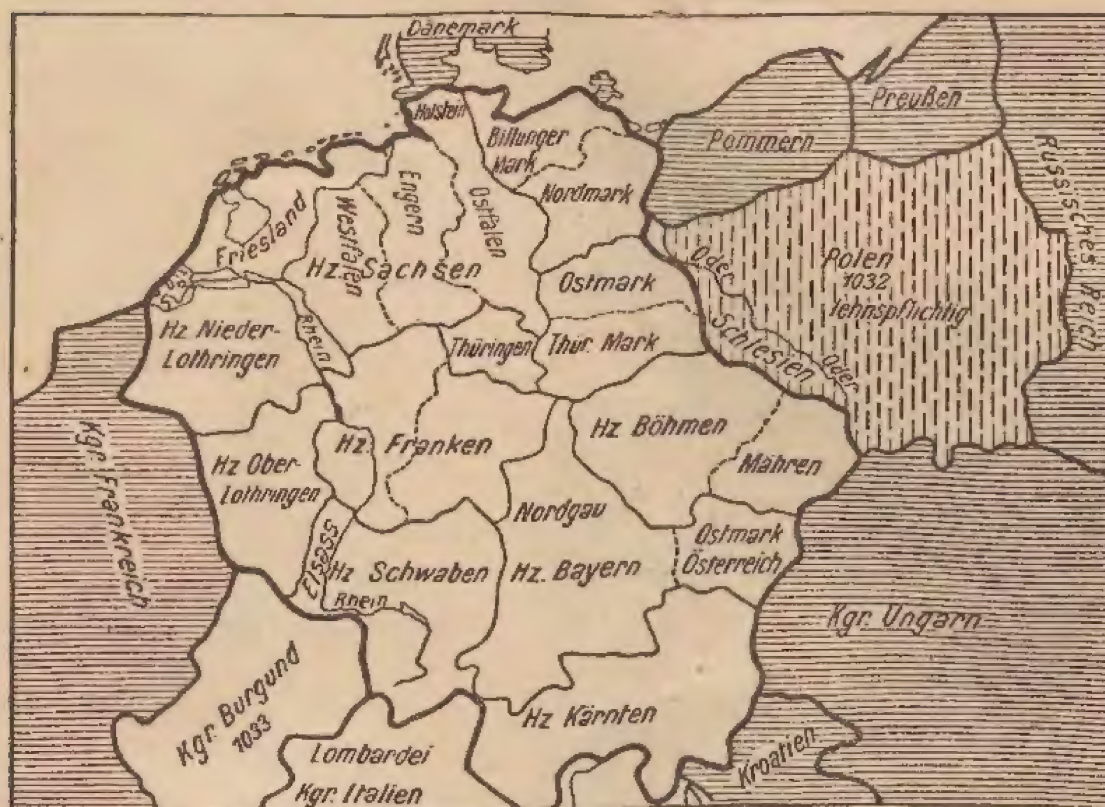 Dänemark
Holstein
Billunger
Mark
Nordmark
Pommern
Preußen
Russisches Reich
Friesland
Westfalen
Engern
Ostfalen
Hz. Sachsen
Ostmark
Oder
Polen
1032
lehnspflichtig
Schlesien
Oder
Hz Nieder-
Lothringen
Rhein
Thüringen
Thür. Mark
Kgr. Frankreich
Hz Ober-
Lothringen
Hz. Franken
Hz Böhmen
Mähren
Elsass
Nordgau
Ostmark
Österreich
Hz Schwaben
Rhein
Hz. Bayern
Kgr. Ungarn
Kgr. Burgund
1033
Hz Kärnten
Lombardei
Kgr. Italien
Kroatien